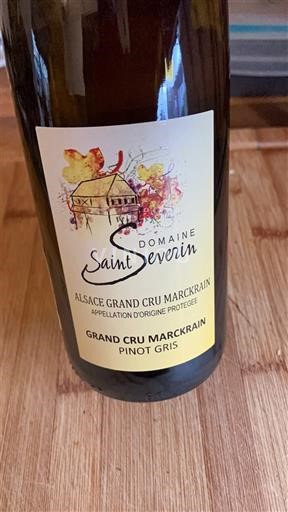 DOMAINE
Saint Severin
ALSACE GRAND CRU MARCKRAIN
APPELLATION D'ORIGINE PROTEGEE
GRAND CRU MARCKRAIN
PINOT GRIS